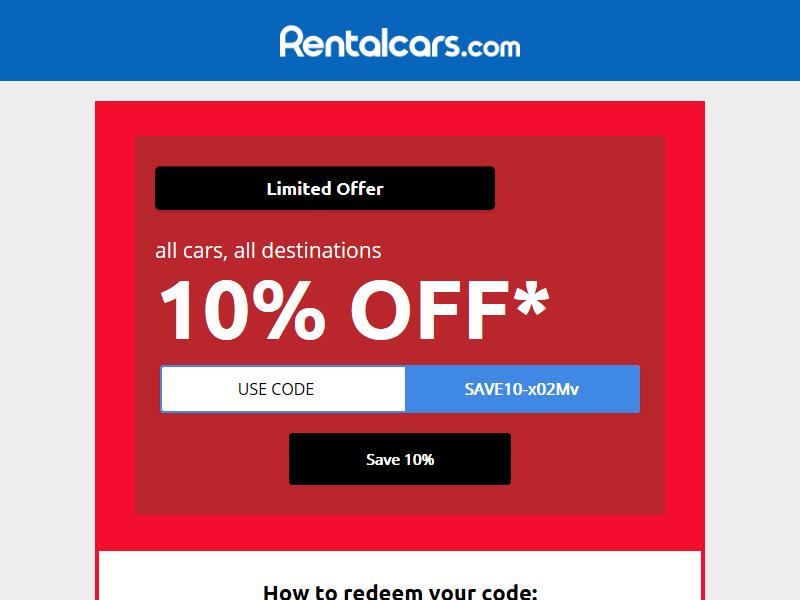 Rentalcars.com
Limited Offer
all cars, all destinations
10% OFF*
USE CODE
SAVE10-x02Mv
Save 10%
How to redeem your code: